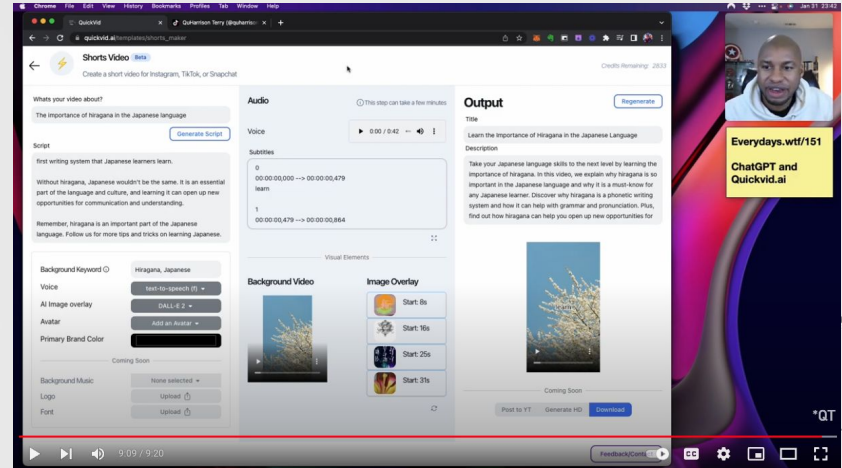 Chrome File Edit View History Bookmarks Profiles Tab Window Help
Jan 31 23:42
QuickVid
QuHarrison Terry (@quharriso
quickvid.ai/templates/shorts_maker
Shorts Video Beta
Create a short video for Instagram, TikTok, or Snapchat
Credits Remaining: 2833
Whats your video about?
The importance of hiragana in the Japanese language
Generate Script
Script
first writing system that Japanese learners learn.
Without hiragana, Japanese wouldn't be the same. It is an essential
part of the language and culture, and learning it can open up new
opportunities for communication and understanding.
Remember, hiragana is an important part of the Japanese
language. Follow us for more tips and tricks on learning Japanese.
Background Keyword
Hiragana, Japanese
Voice
text-to-speech (f)
AI Image overlay
DALL-E 2
Avatar
Add an Avatar
Primary Brand Color
Coming Soon
Background Music
None selected
Logo
Upload
Font
Upload
Audio
This step can take a few minutes
Voice
0:00 / 0:42
Subtitles
0
00:00:00,000 --> 00:00:00,479
learn
1
00:00:00,479 --> 00:00:00,864
Visual Elements
Background Video
Image Overlay
Start: 8s
Start: 16s
Start: 25s
Start: 31s
Output
Regenerate
Title
Learn the Importance of Hiragana in the Japanese Language
Description
Take your Japanese language skills to the next level by learning the
importance of hiragana. In this video, we explain why hiragana is so
important in the Japanese language and why it is a must-know for
any Japanese learner. Discover why hiragana is a phonetic writing
system and how it can help with grammar and pronunciation. Plus,
find out how hiragana can help you open up new opportunities for
Coming Soon
Post to YT
Generate HD
Download
Everydays.wtf/151
ChatGPT and
Quickvid.ai
*QT
9:09 / 9:20
Feedback/Conta
CC